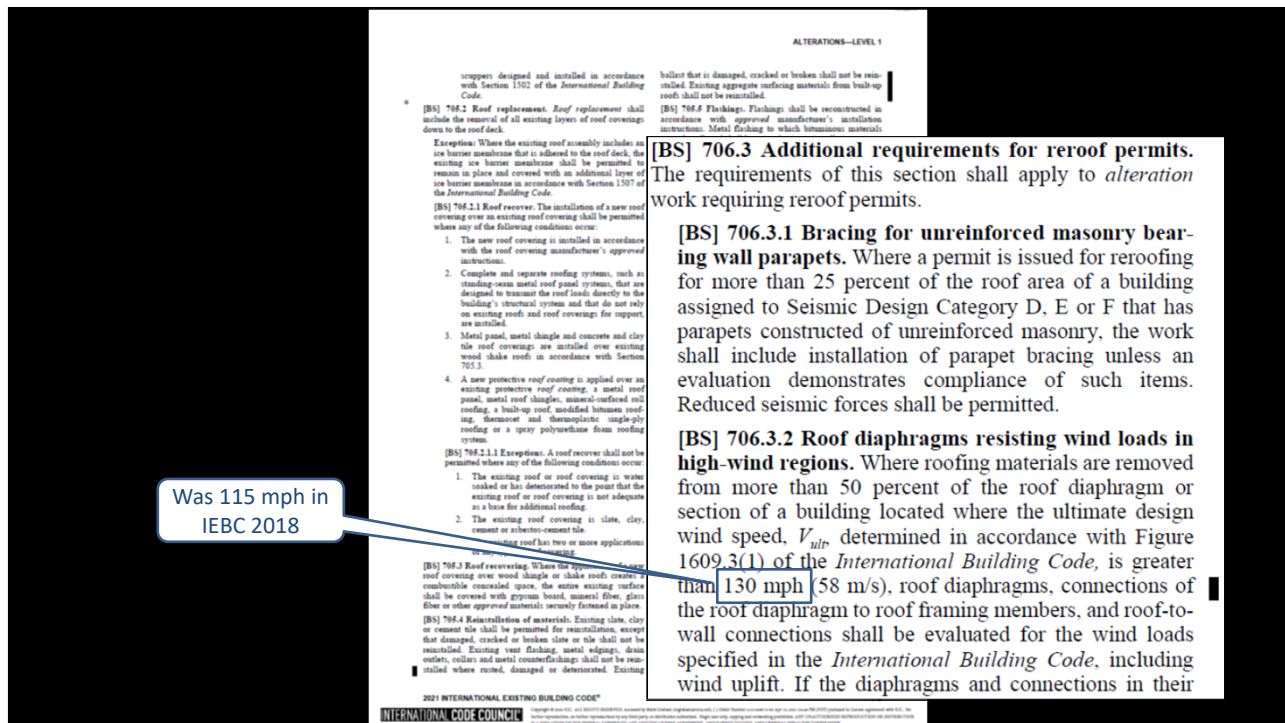 ALTERATIONS—LEVEL 1
scuppers designed and installed in accordance
with Section 1502 of the International Building
Code.
[BS] 705.2 Roof replacement. Roof replacement shall
include the removal of all existing layers of roof coverings
down to the roof deck.
Exception: Where the existing roof assembly includes an
ice barrier membrane that is adhered to the roof deck, the
existing ice barrier membrane shall be permitted to
remain in place and covered with an additional layer of
ice barrier membrane in accordance with Section 1507 of
the International Building Code.
[BS] 705.2.1 Roof recover. The installation of a new roof
covering over an existing roof covering shall be permitted
where any of the following conditions occur:
1. The new roof covering is installed in accordance
with the roof covering manufacturer's approved
instructions.
2. Complete and separate roofing systems, such as
standing-seam metal roof panel systems, that are
designed to transmit the roof loads directly to the
building's structural system and that do not rely
on existing roofs and roof coverings for support,
are installed.
3. Metal panel, metal shingle and concrete and clay
tile roof coverings are installed over existing
wood shake roofs in accordance with Section
705.3.
4. A new protective roof coating is applied over an
existing protective roof coating, a metal roof
panel, metal roof shingles, mineral-surfaced roll
roofing, a built-up roof, modified bitumen roof-
ing, thermoset and thermoplastic single-ply
roofing or a spray polyurethane foam roofing
system.
[BS] 705.2.1.1 Exceptions. A roof recover shall not be
permitted where any of the following conditions occur:
1. The existing roof or roof covering is water
soaked or has deteriorated to the point that the
existing roof or roof covering is not adequate
as a base for additional roofing.
2. The existing roof covering is slate, clay,
cement or asbestos-cement tile.
existing roof has two or more applications
covering.
[BS] 705.3 Roof recovering. Where the application of a new
roof covering over wood shingle or shake roofs creates a
combustible concealed space, the entire existing surface
shall be covered with gypsum board, mineral fiber, glass
fiber or other approved materials securely fastened in place.
[BS] 705.4 Reinstallation of materials. Existing slate, clay
or cement tile shall be permitted for reinstallation, except
that damaged, cracked or broken slate or tile shall not be
reinstalled. Existing vent flashing, metal edgings, drain
outlets, collars and metal counterflashings shall not be rein-
stalled where rusted, damaged or deteriorated. Existing
ballast that is damaged, cracked or broken shall not be rein-
stalled. Existing aggregate surfacing materials from built-up
roofs shall not be reinstalled.
[BS] 705.5 Flashings. Flashings shall be reconstructed in
accordance with approved manufacturer's installation
instructions. Metal flashing to which bituminous materials
[BS] 706.3 Additional requirements for reroof permits.
The requirements of this section shall apply to alteration
work requiring reroof permits.
[BS] 706.3.1 Bracing for unreinforced masonry bear-
ing wall parapets. Where a permit is issued for reroofing
for more than 25 percent of the roof area of a building
assigned to Seismic Design Category D, E or F that has
parapets constructed of unreinforced masonry, the work
shall include installation of parapet bracing unless an
evaluation demonstrates compliance of such items.
Reduced seismic forces shall be permitted.
[BS] 706.3.2 Roof diaphragms resisting wind loads in
high-wind regions. Where roofing materials are removed
from more than 50 percent of the roof diaphragm or
section of a building located where the ultimate design
wind speed, Vult, determined in accordance with Figure
1609.3(1) of the International Building Code, is greater
than 130 mph (58 m/s), roof diaphragms, connections of
the roof diaphragm to roof framing members, and roof-to-
wall connections shall be evaluated for the wind loads
specified in the International Building Code, including
wind uplift. If the diaphragms and connections in their
Was 115 mph in
IEBC 2018
2021 INTERNATIONAL EXISTING BUILDING CODE®
INTERNATIONAL CODE COUNCIL